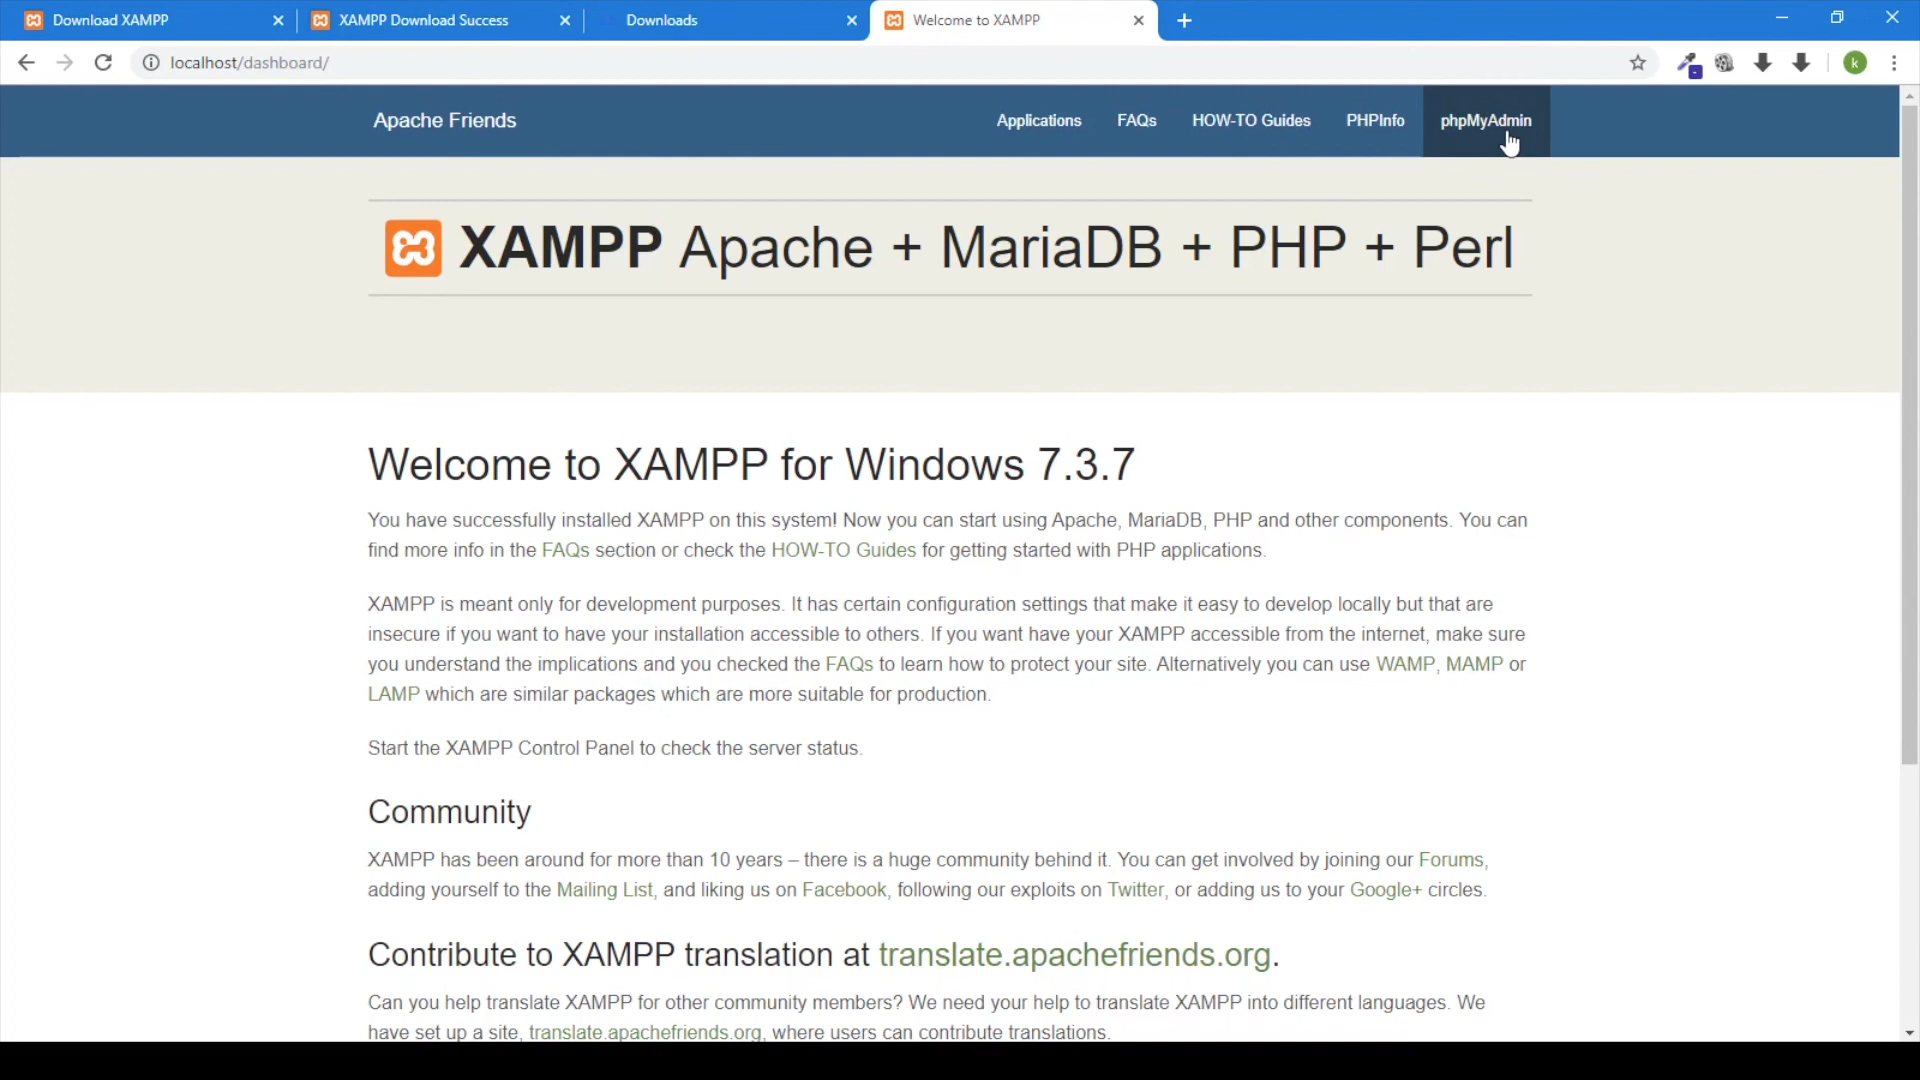 Download XAMPP
XAMPP Download Success
Downloads
Welcome to XAMPP
localhost/dashboard/
k
Apache Friends
Applications
FAQs
HOW-TO Guides
PHPInfo
phpMyAdmin
XAMPP Apache + MariaDB + PHP + Perl
Welcome to XAMPP for Windows 7.3.7
You have successfully installed XAMPP on this system! Now you can start using Apache, MariaDB, PHP and other components. You can
find more info in the FAQs section or check the HOW-TO Guides for getting started with PHP applications.
XAMPP is meant only for development purposes. It has certain configuration settings that make it easy to develop locally but that are
insecure if you want to have your installation accessible to others. If you want have your XAMPP accessible from the internet, make sure
you understand the implications and you checked the FAQs to learn how to protect your site. Alternatively you can use WAMP, MAMP or
LAMP which are similar packages which are more suitable for production.
Start the XAMPP Control Panel to check the server status.
Community
XAMPP has been around for more than 10 years – there is a huge community behind it. You can get involved by joining our Forums,
adding yourself to the Mailing List, and liking us on Facebook, following our exploits on Twitter, or adding us to your Google+ circles.
Contribute to XAMPP translation at translate.apachefriends.org.
Can you help translate XAMPP for other community members? We need your help to translate XAMPP into different languages. We
have set up a site, translate.apachefriends.org, where users can contribute translations.